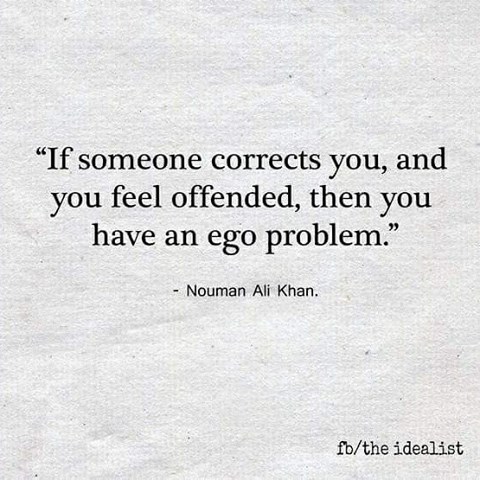 “If someone corrects you, and
you feel offended, then you
have an ego problem.”
- Nouman Ali Khan.
fb/the idealist